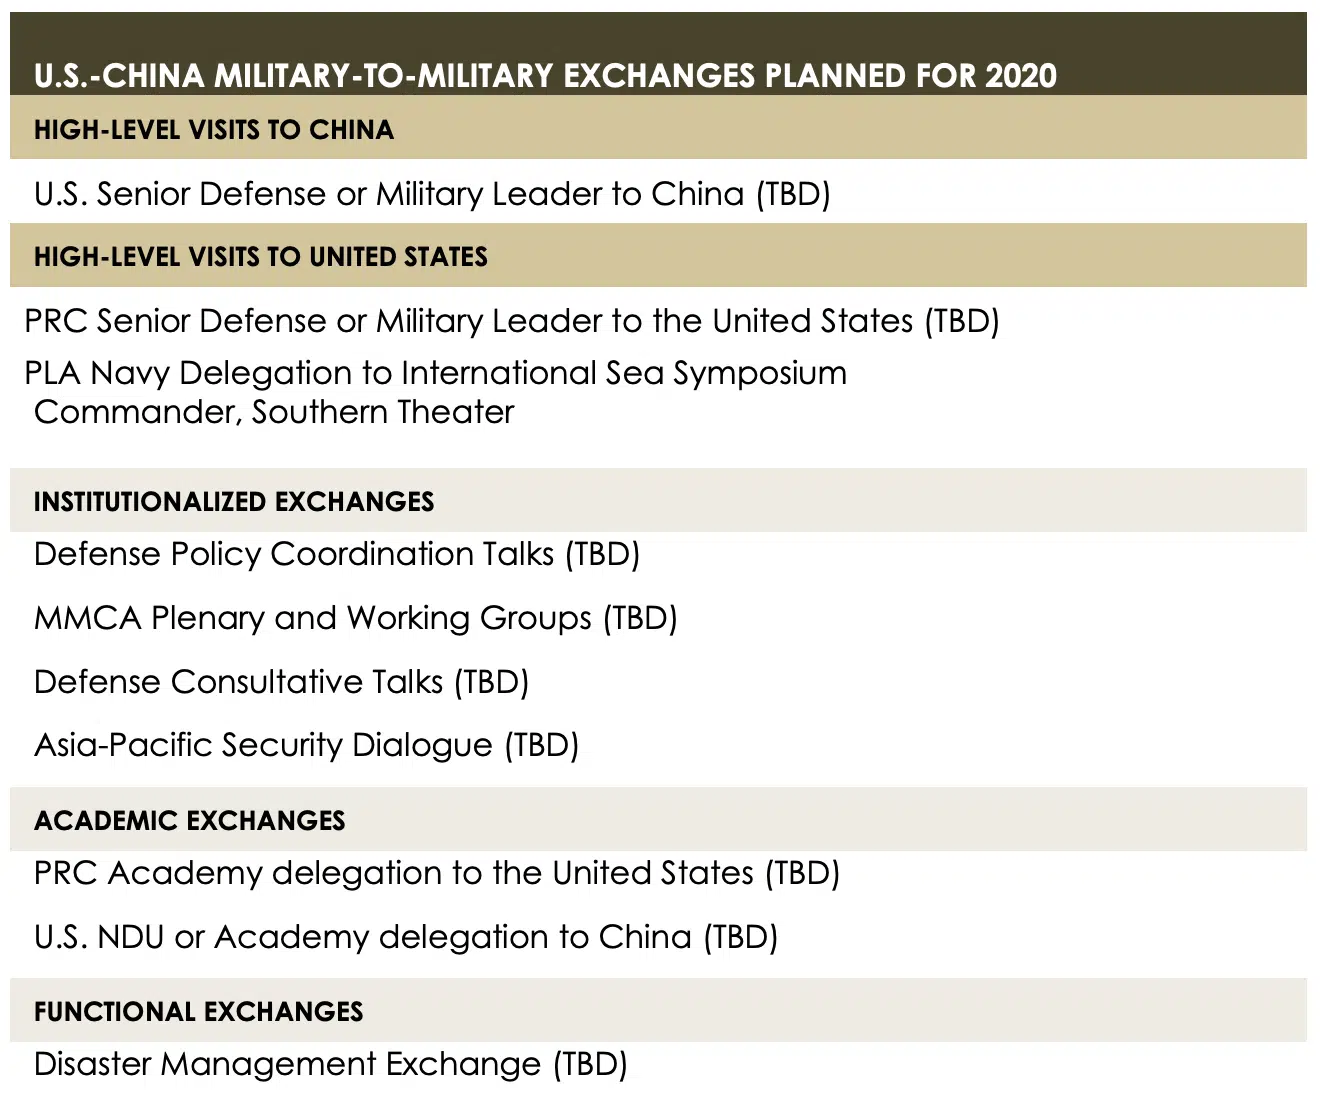 U.S.-CHINA MILITARY-TO-MILITARY EXCHANGES PLANNED FOR 2020
HIGH-LEVEL VISITS TO CHINA
U.S. Senior Defense or Military Leader to China (TBD)
HIGH-LEVEL VISITS TO UNITED STATES
PRC Senior Defense or Military Leader to the United States (TBD)
PLA Navy Delegation to International Sea Symposium
Commander, Southern Theater
INSTITUTIONALIZED EXCHANGES
Defense Policy Coordination Talks (TBD)
MMCA Plenary and Working Groups (TBD)
Defense Consultative Talks (TBD)
Asia-Pacific Security Dialogue (TBD)
ACADEMIC EXCHANGES
PRC Academy delegation to the United States (TBD)
U.S. NDU or Academy delegation to China (TBD)
FUNCTIONAL EXCHANGES
Disaster Management Exchange (TBD)